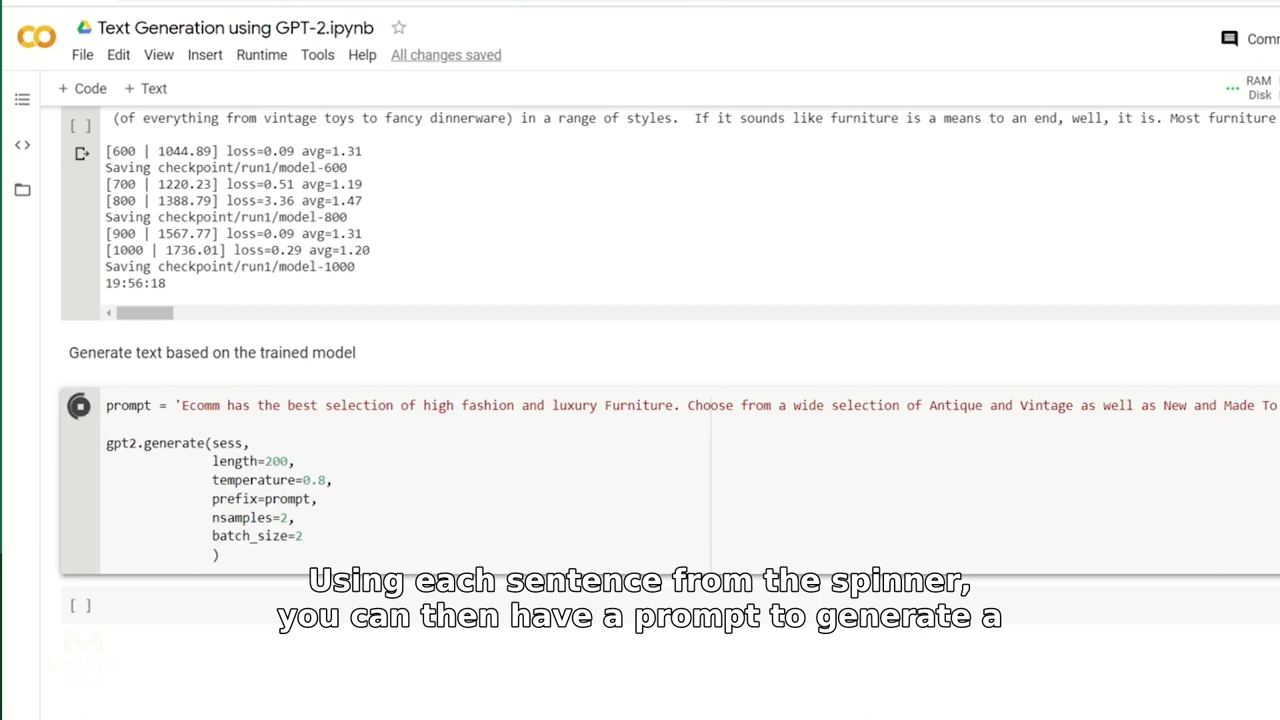 Text Generation using GPT-2.ipynb
File Edit View Insert Runtime Tools Help All changes saved
Comm
+ Code + Text
RAM
Disk
[ ] (of everything from vintage toys to fancy dinnerware) in a range of styles.  If it sounds like furniture is a means to an end, well, it is. Most furniture
[600 | 1044.89] loss=0.09 avg=1.31
Saving checkpoint/run1/model-600
[700 | 1220.23] loss=0.51 avg=1.19
[800 | 1388.79] loss=3.36 avg=1.47
Saving checkpoint/run1/model-800
[900 | 1567.77] loss=0.09 avg=1.31
[1000 | 1736.01] loss=0.29 avg=1.20
Saving checkpoint/run1/model-1000
19:56:18
Generate text based on the trained model
prompt = 'Ecomm has the best selection of high fashion and luxury Furniture. Choose from a wide selection of Antique and Vintage as well as New and Made To
gpt2.generate(sess,
length=200,
temperature=0.8,
prefix=prompt,
nsamples=2,
batch_size=2
)
Using each sentence from the spinner,
[ ]
you can then have a prompt to generate a
MozCon